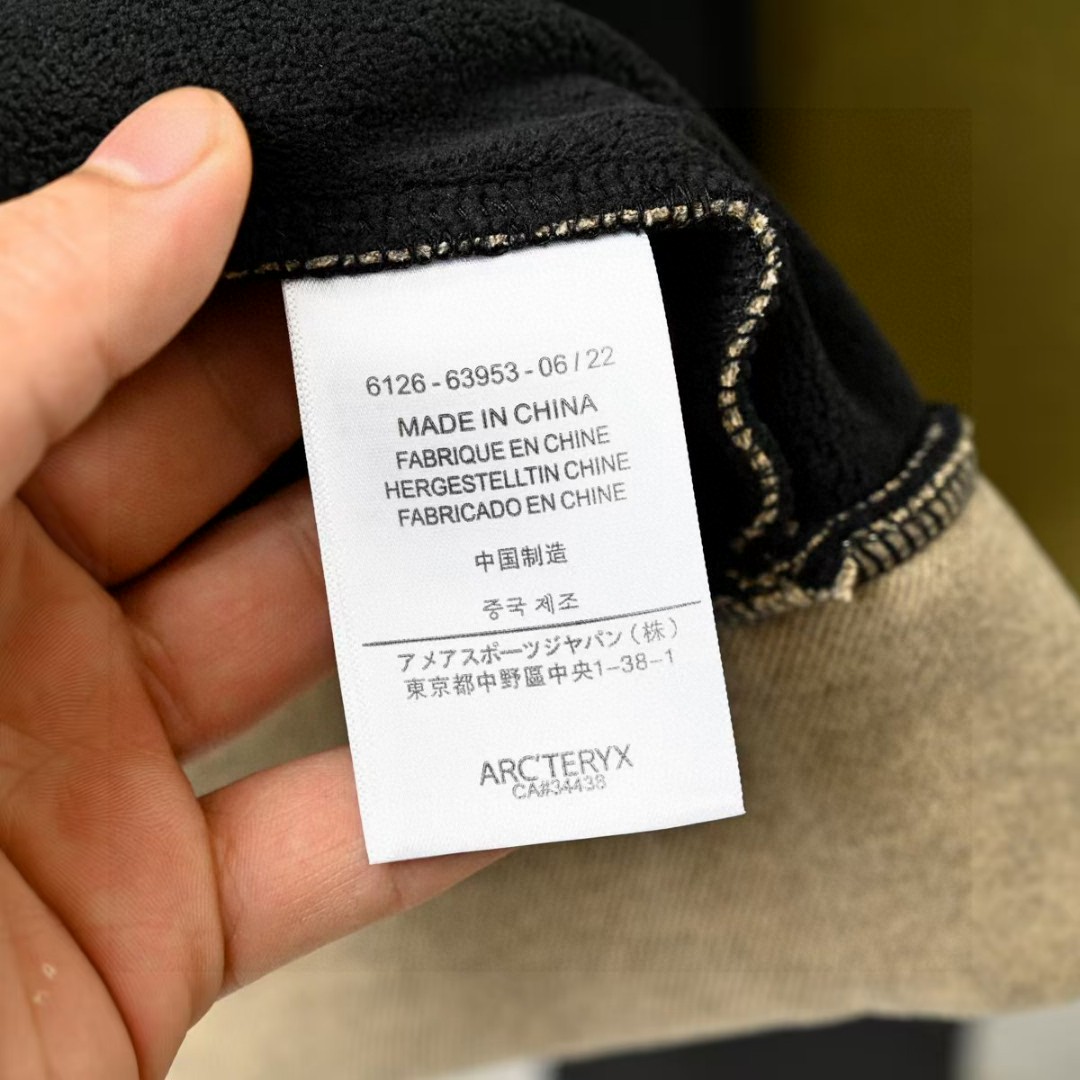 6126-63953-06/22
MADE IN CHINA
FABRIQUE EN CHINE
HERGESTELLTIN CHINE
FABRICADO EN CHINE
中国制造
중국 제조
アメアスポーツジヤパン(株)
東京都中野區中央1-38-1
ARC'TERYX
CA#34438